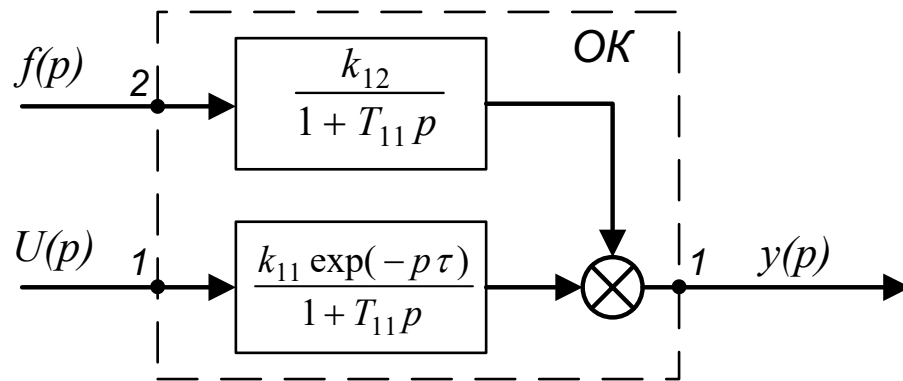 ОК
f(p)
2
k₁₂
1 + T₁₁ p
U(p)
1
k₁₁ exp(− p τ)
1 + T₁₁ p
1
y(p)